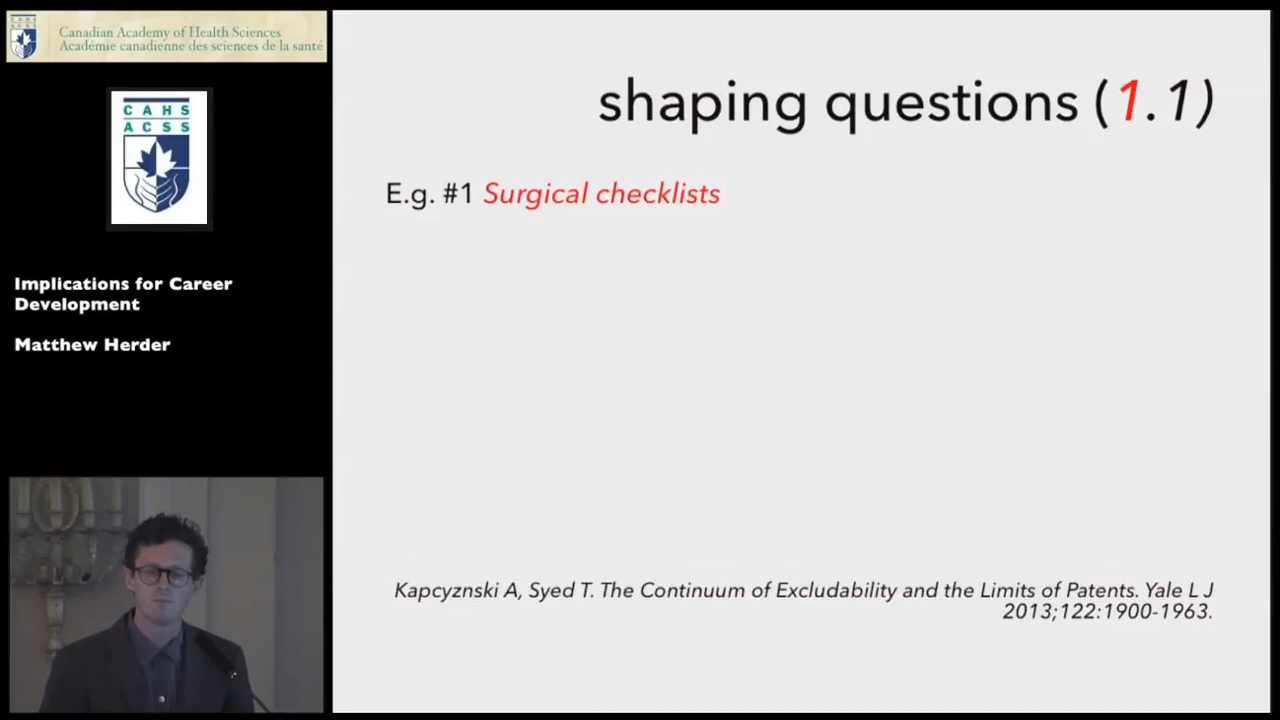 Canadian Academy of Health Sciences
Académie canadienne des sciences de la santé
CAHS
ACSS
Implications for Career
Development
Matthew Herder
shaping questions (1.1)
E.g. #1 Surgical checklists
Kapcyznski A, Syed T. The Continuum of Excludability and the Limits of Patents. Yale L J
2013;122:1900-1963.